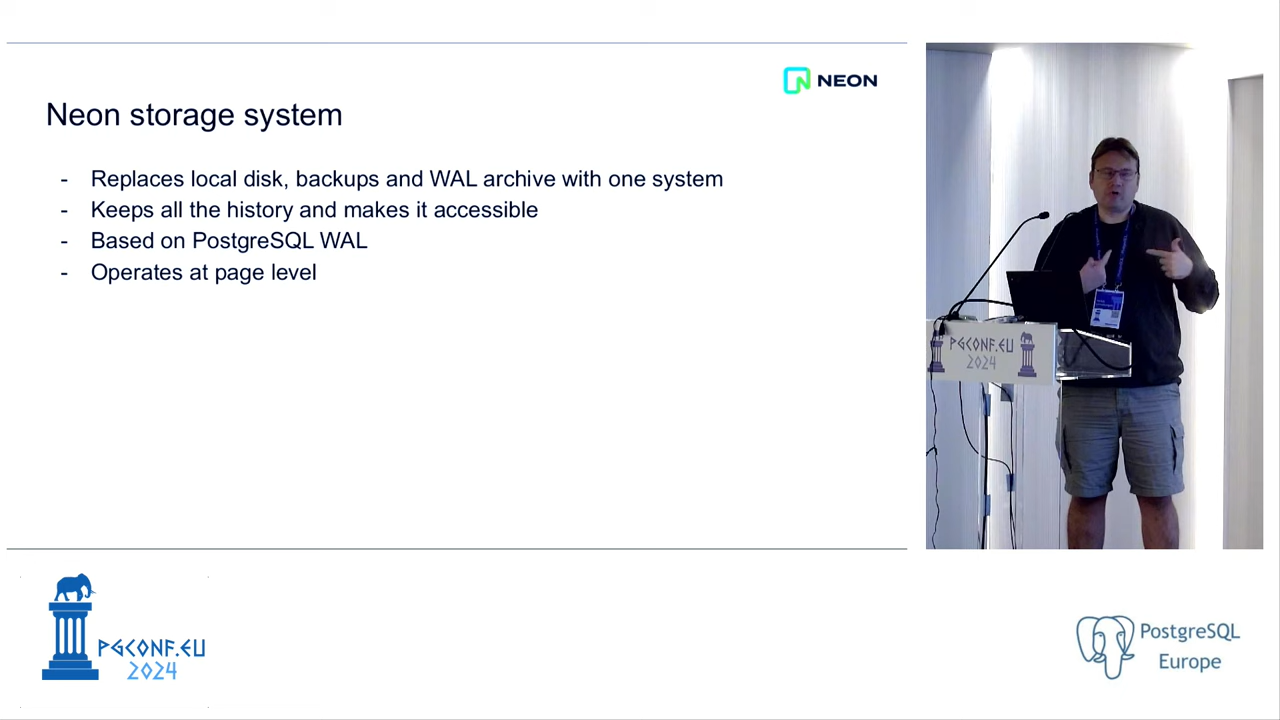 NEON
Neon storage system
- Replaces local disk, backups and WAL archive with one system
- Keeps all the history and makes it accessible
- Based on PostgreSQL WAL
- Operates at page level
PGCONF.EU
2024
PGCONF.EU
2024
PostgreSQL
Europe